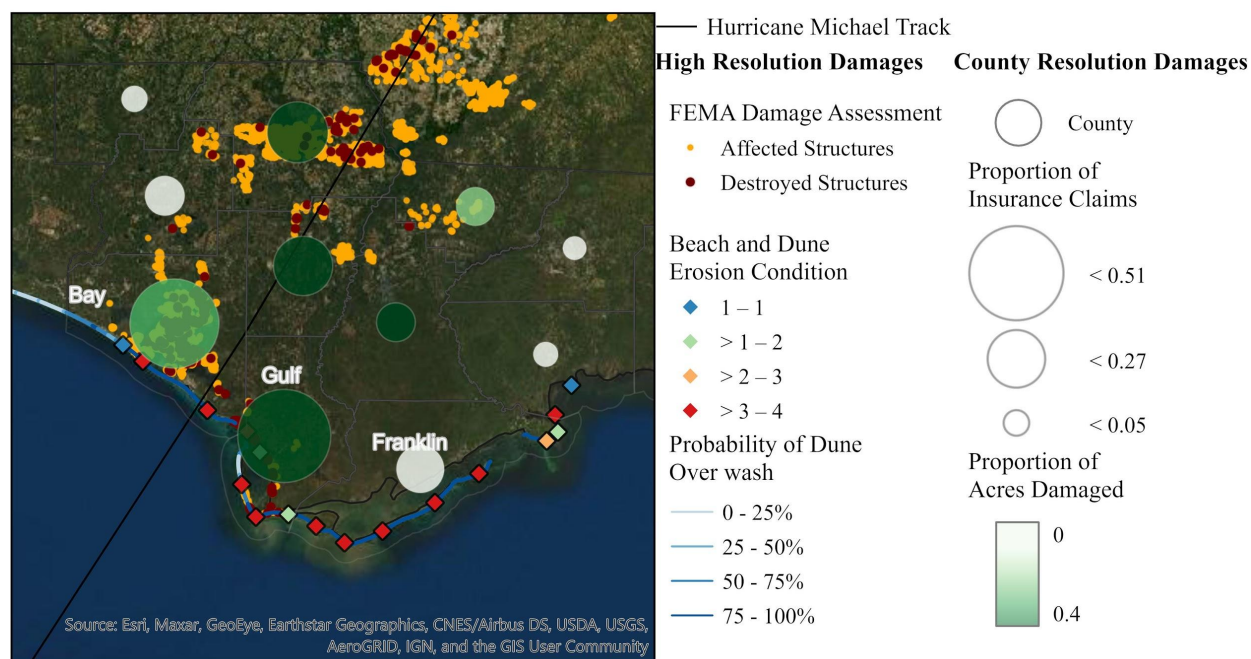 Bay
Gulf
Franklin
Source: Esri, Maxar, GeoEye, Earthstar Geographics, CNES/Airbus DS, USDA, USGS,
AeroGRID, IGN, and the GIS User Community
Hurricane Michael Track
High Resolution Damages
FEMA Damage Assessment
Affected Structures
Destroyed Structures
Beach and Dune
Erosion Condition
1 – 1
> 1 – 2
> 2 – 3
> 3 – 4
Probability of Dune
Over wash
0 - 25%
25 - 50%
50 - 75%
75 - 100%
County Resolution Damages
County
Proportion of
Insurance Claims
< 0.51
< 0.27
< 0.05
Proportion of
Acres Damaged
0
0.4